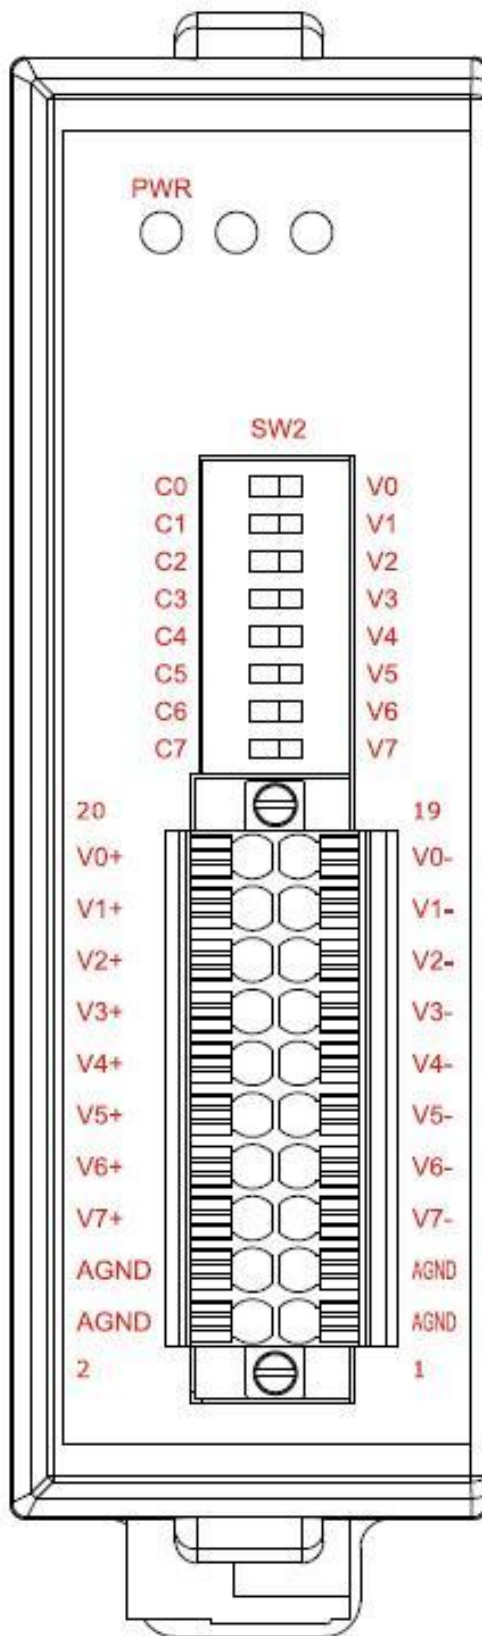 PWR
SW2
C0 V0
C1 V1
C2 V2
C3 V3
C4 V4
C5 V5
C6 V6
C7 V7
20 19
V0+ V0-
V1+ V1-
V2+ V2-
V3+ V3-
V4+ V4-
V5+ V5-
V6+ V6-
V7+ V7-
AGND AGND
AGND AGND
2 1